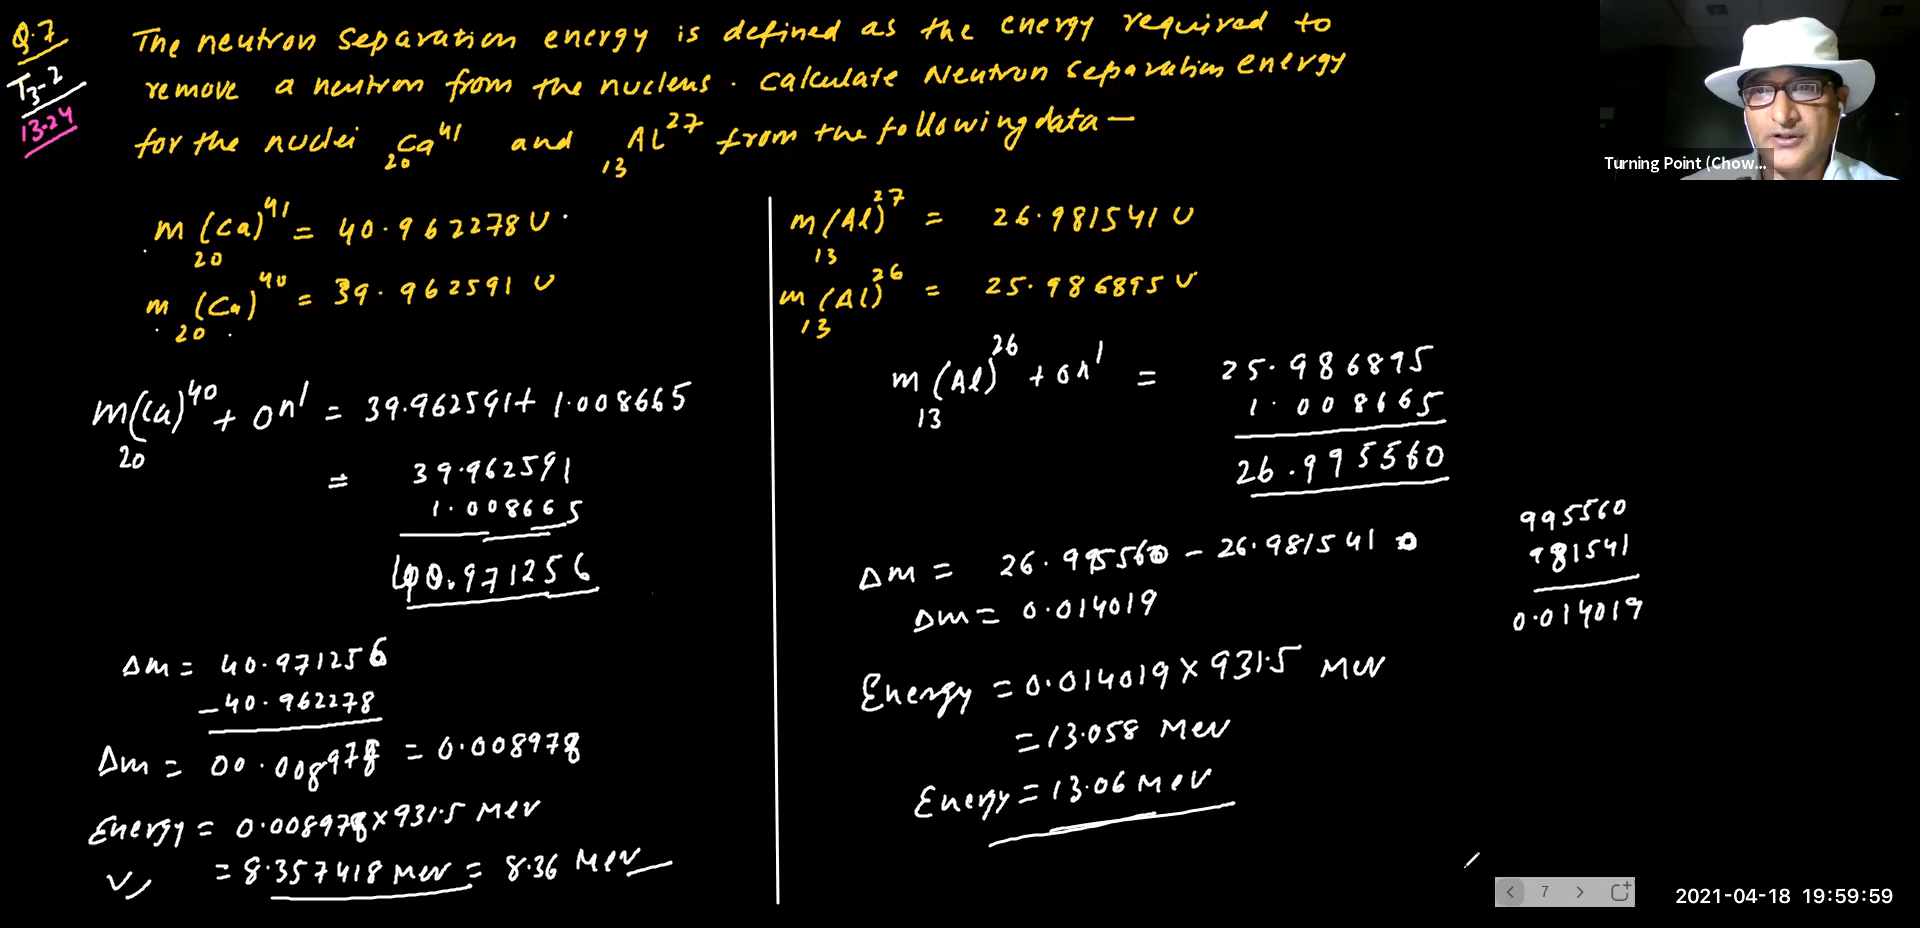 Q.7
T3-2
13.24
The neutron separation energy is defined as the energy required to
remove a neutron from the nucleus. Calculate Neutron separation energy
for the nuclei ₂₀Ca⁴¹ and ₁₃Al²⁷ from the following data—
m ₂₀(Ca)⁴¹ = 40.962278 U
m ₂₀(Ca)⁴⁰ = 39.962591 U
m(₂₀Ca)⁴⁰ + 0n¹ = 39.962591 + 1.008665
= 39.962591
1.008665
40.971256
Δm = 40.971256
-40.962278
Δm = 00.008978 = 0.008978
Energy = 0.008978 × 931.5 Mev
= 8.357418 Mev = 8.36 Mev
m ₁₃(Al)²⁷ = 26.981541 U
m ₁₃(Al)²⁶ = 25.986895 U
m ₁₃(Al)²⁶ + 0n¹ = 25.986895
1.008665
26.995560
Δm = 26.995560 - 26.981541
Δm = 0.014019
995560
981541
0.014019
Energy = 0.014019 × 931.5 Mev
= 13.058 Mev
Energy = 13.06 Mev
Turning Point (Chow...
7
2021-04-18 19:59:59